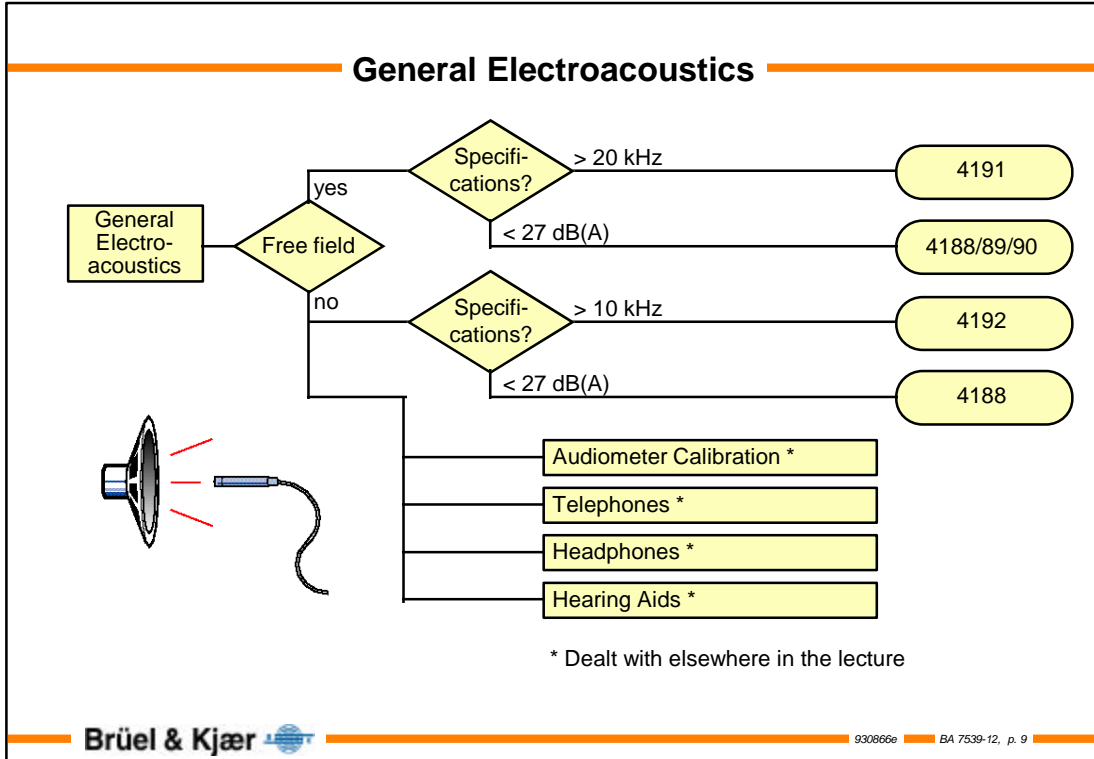 General Electroacoustics
General
Electro-
acoustics
Free field
yes
no
Specifi-
cations?
> 20 kHz
4191
< 27 dB(A)
4188/89/90
Specifi-
cations?
> 10 kHz
4192
< 27 dB(A)
4188
Audiometer Calibration *
Telephones *
Headphones *
Hearing Aids *
* Dealt with elsewhere in the lecture
Brüel & Kjær
930866e
BA 7539-12, p. 9